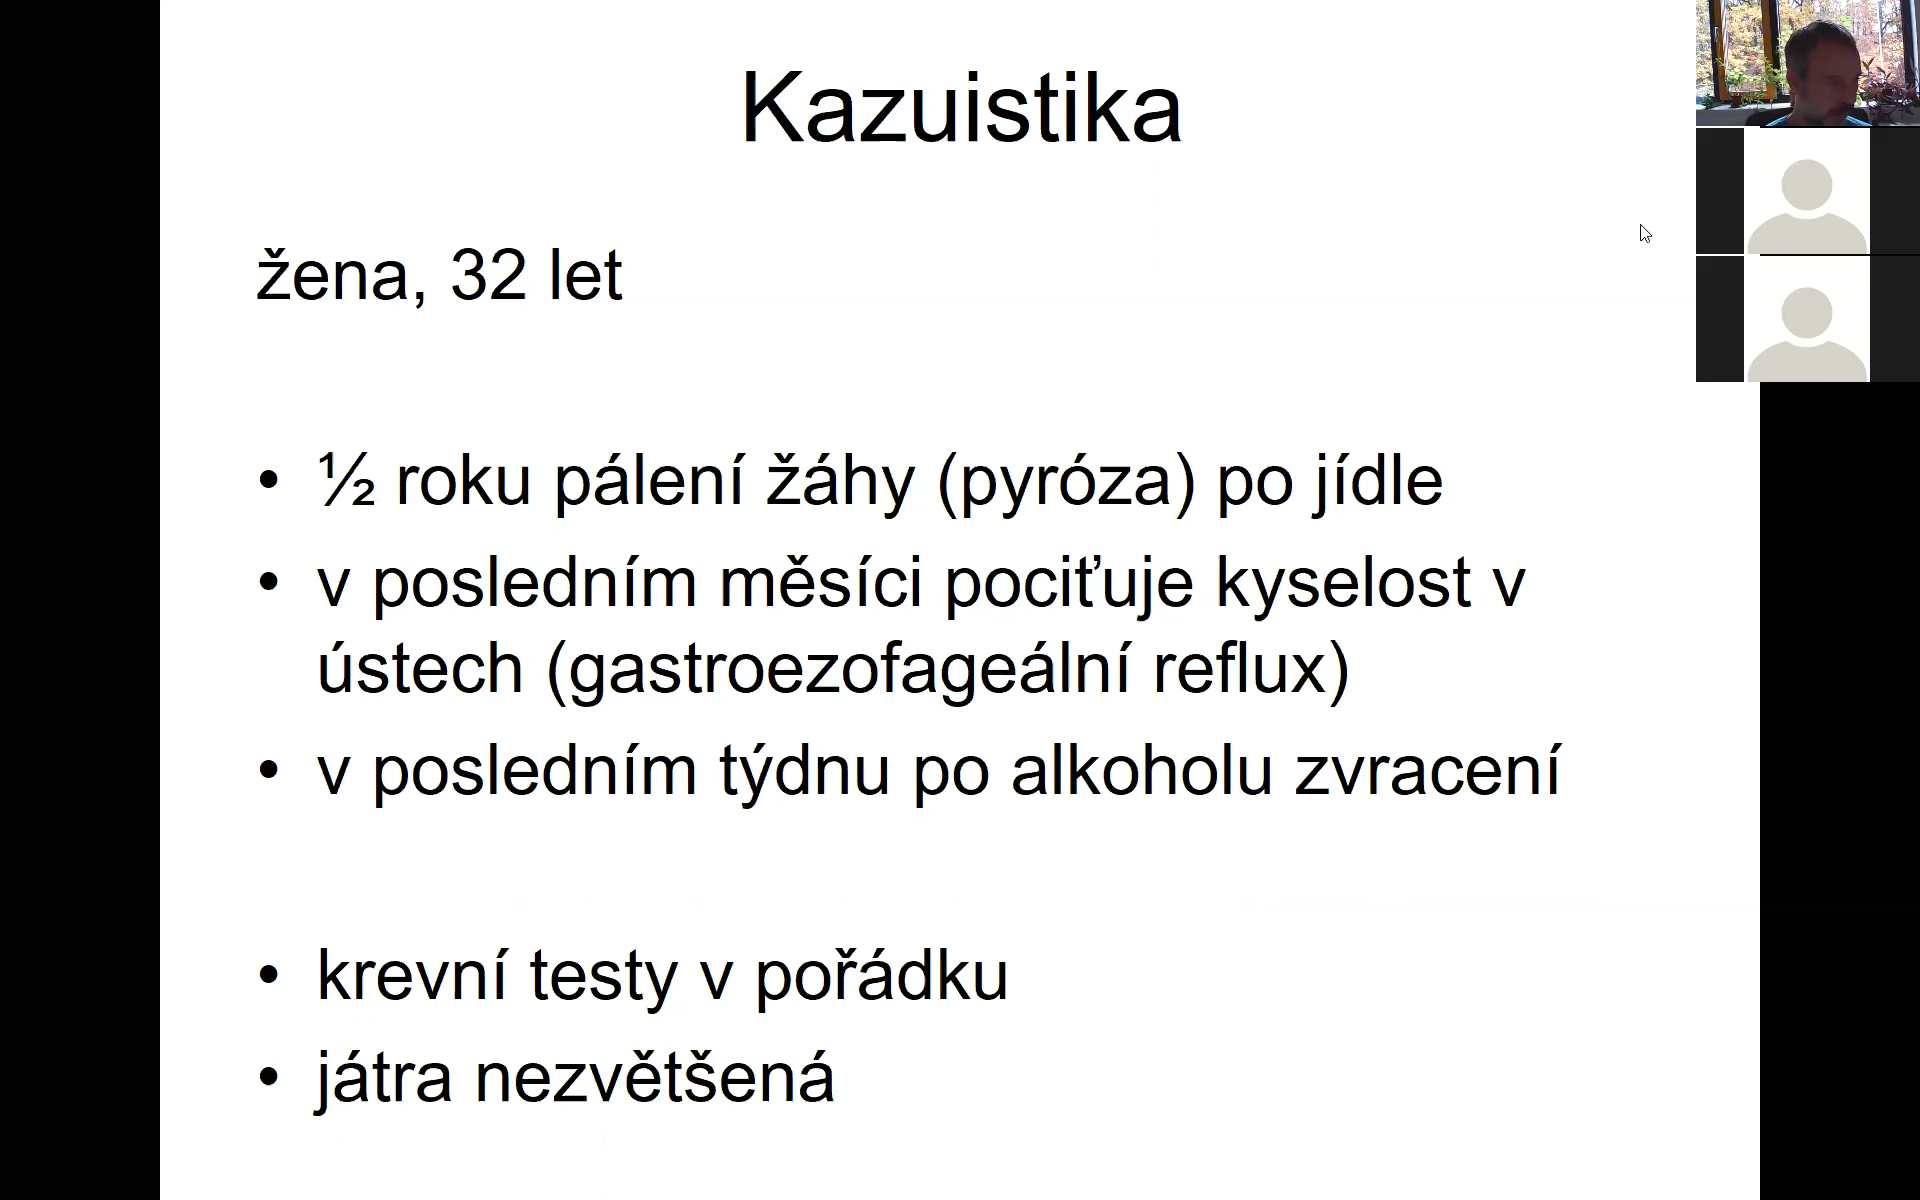 Kazuistika
žena, 32 let
• ½ roku pálení žáhy (pyróza) po jídle
• v posledním měsíci pociťuje kyselost v
ústech (gastroezofageální reflux)
• v posledním týdnu po alkoholu zvracení
• krevní testy v pořádku
• játra nezvětšená